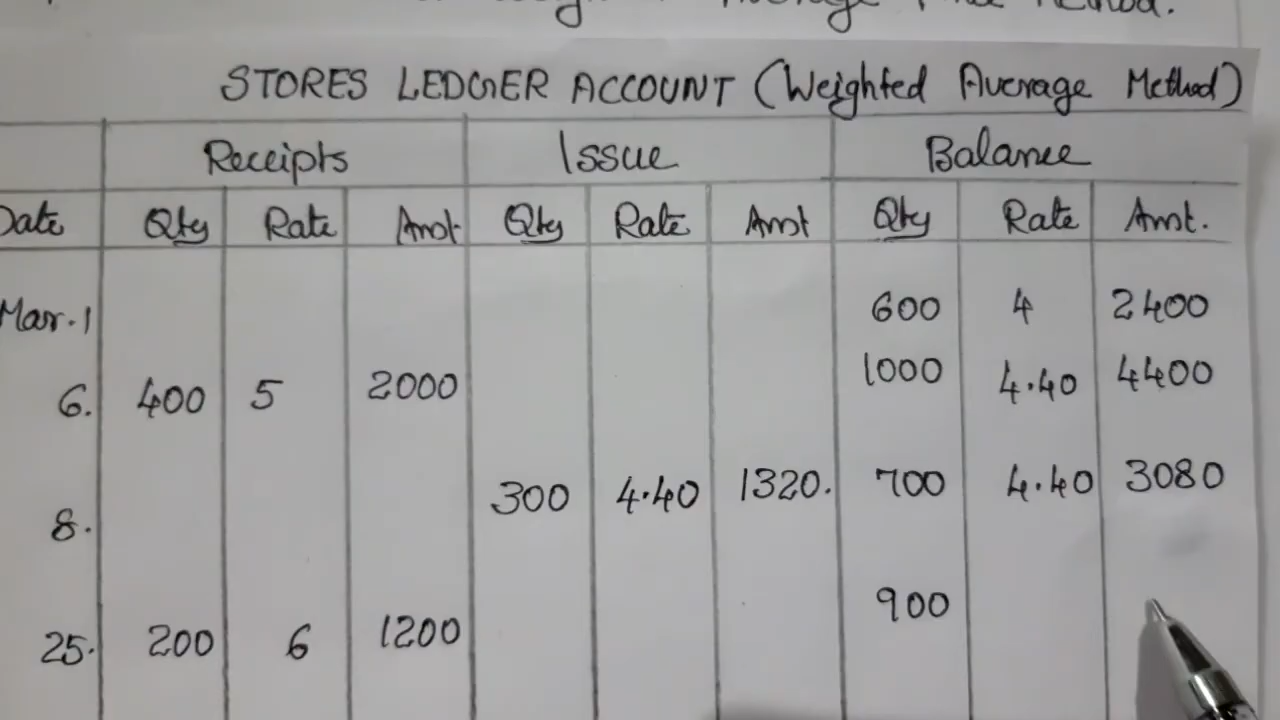 Average Method.
STORES LEDGER ACCOUNT (Weighted Average Method)
Receipts Issue Balance
Date Qty Rate Amt Qty Rate Amt Qty Rate Amt.
Mar. 1 600 4 2400
6. 400 5 2000 1000 4.40 4400
8. 300 4.40 1320. 700 4.40 3080
25. 200 6 1200 900